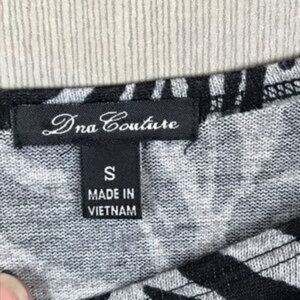 Dna Couture
S
MADE IN
VIETNAM